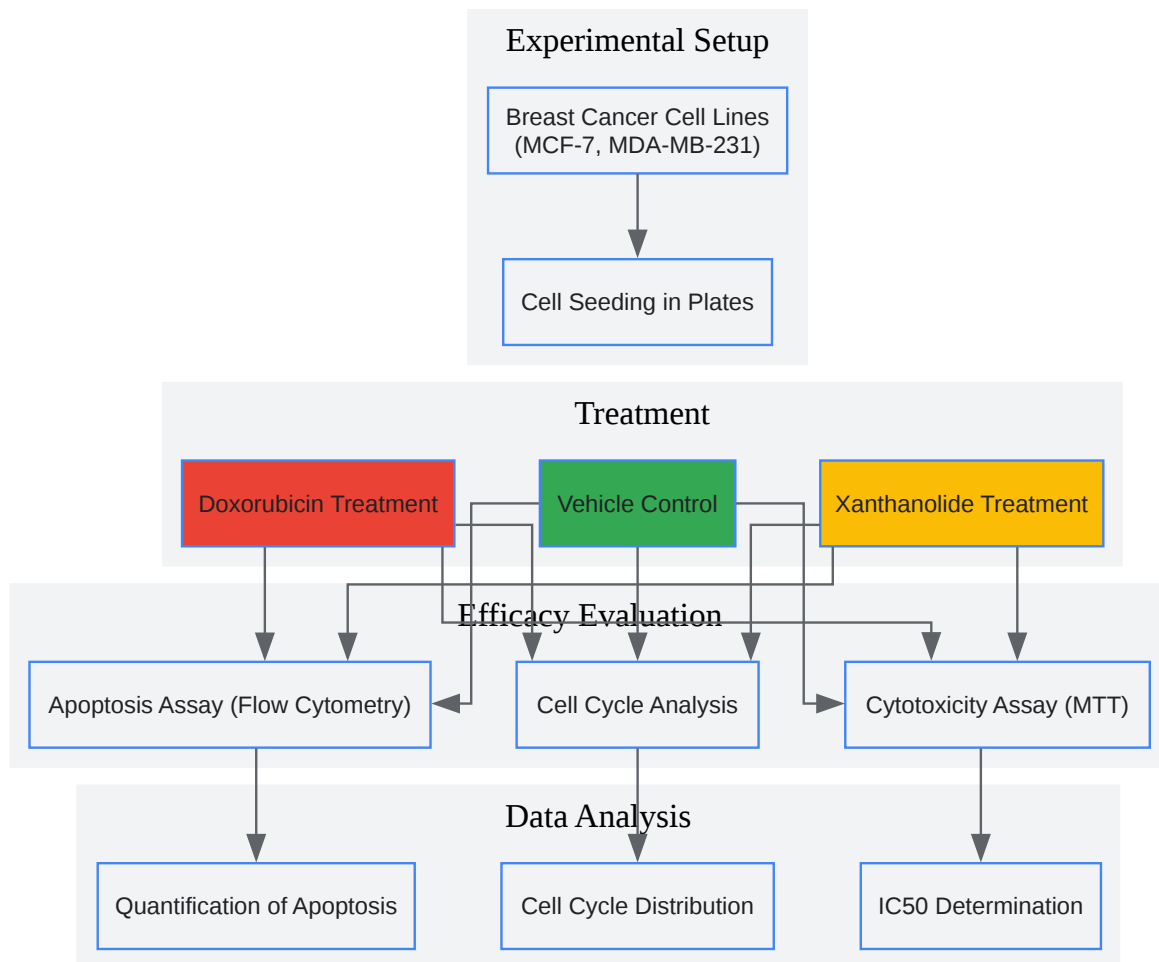 Experimental Setup
Breast Cancer Cell Lines
(MCF-7, MDA-MB-231)
Cell Seeding in Plates
Treatment
Doxorubicin Treatment
Vehicle Control
Xanthanolide Treatment
Efficacy Evaluation
Apoptosis Assay (Flow Cytometry)
Cell Cycle Analysis
Cytotoxicity Assay (MTT)
Data Analysis
Quantification of Apoptosis
Cell Cycle Distribution
IC50 Determination